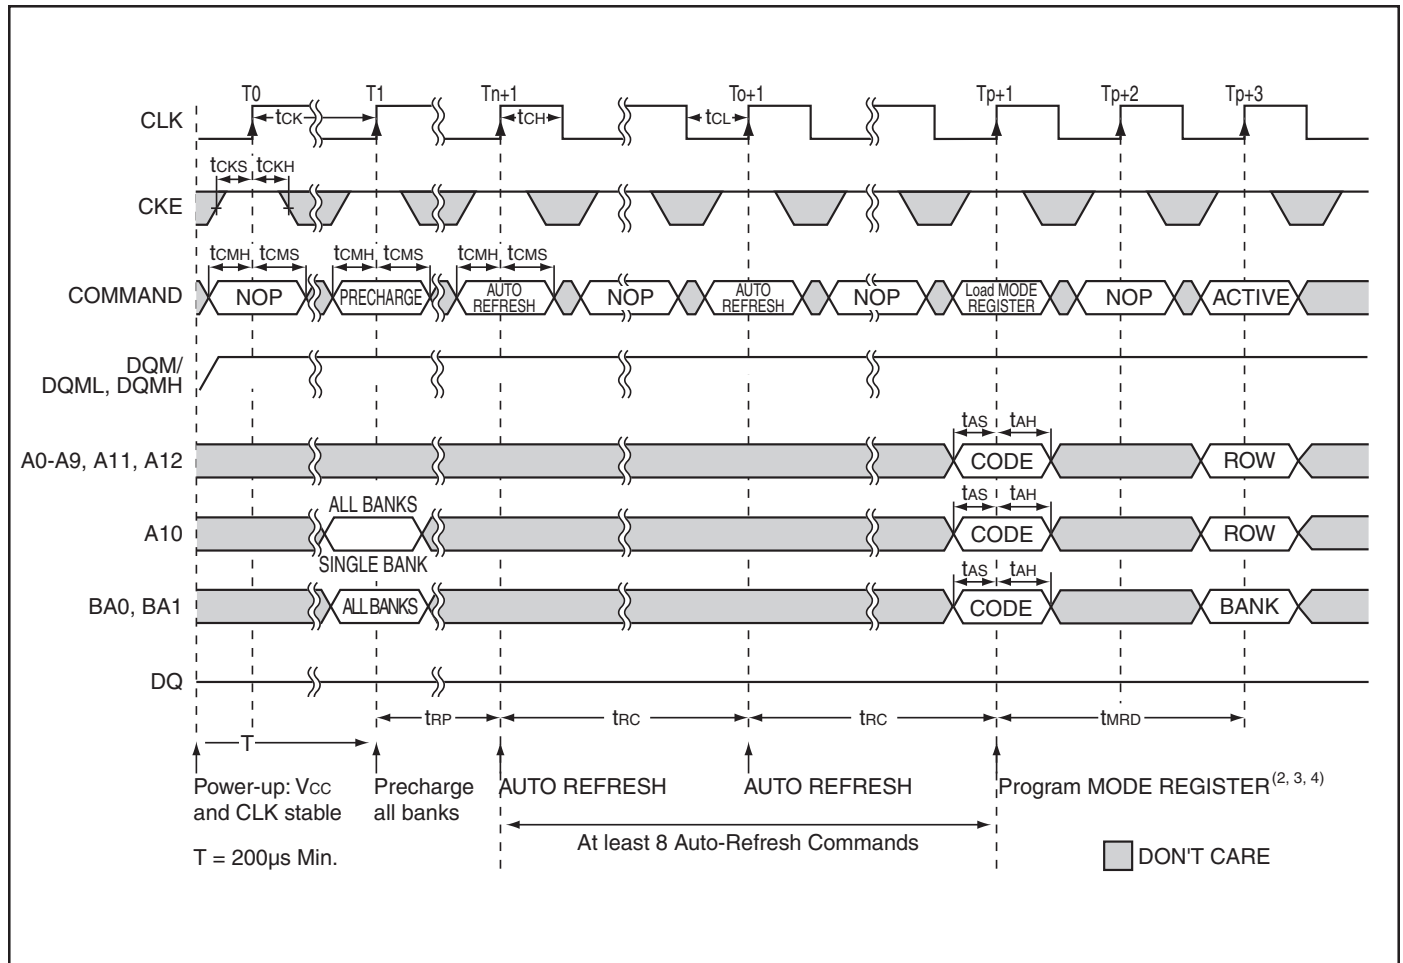 T0 T1 Tn+1 To+1 Tp+1 Tp+2 Tp+3
CLK tCK tCH tCL
tCKS tCKH
CKE
tCMH tCMS tCMH tCMS tCMH tCMS
COMMAND NOP PRECHARGE AUTO REFRESH NOP AUTO REFRESH NOP Load MODE REGISTER NOP ACTIVE
DQM/
DQML, DQMH
tAS tAH
A0-A9, A11, A12 CODE ROW
ALL BANKS tAS tAH
A10 CODE ROW
SINGLE BANK tAS tAH
BA0, BA1 ALL BANKS CODE BANK
DQ
tRP tRC tRC tMRD
T
Power-up: VCC Precharge AUTO REFRESH AUTO REFRESH Program MODE REGISTER(2, 3, 4)
and CLK stable all banks
At least 8 Auto-Refresh Commands
T = 200µs Min. DON'T CARE